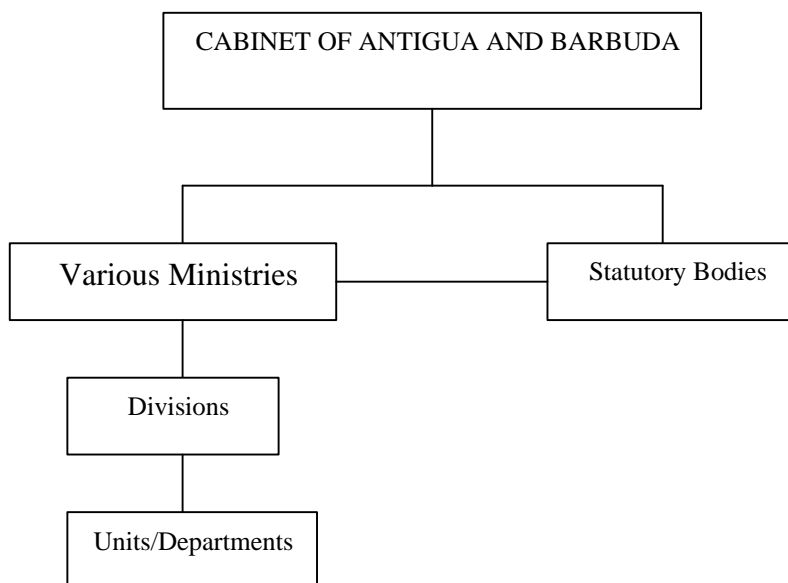 CABINET OF ANTIGUA AND BARBUDA
Various Ministries
Statutory Bodies
Divisions
Units/Departments